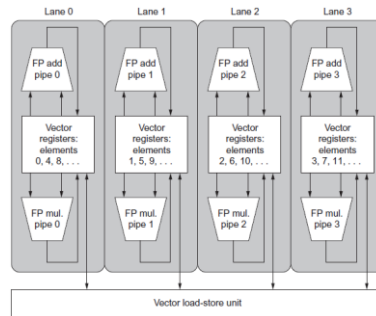 Lane 0
Lane 1
Lane 2
Lane 3
FP add
pipe 0
FP add
pipe 1
FP add
pipe 2
FP add
pipe 3
Vector
registers:
elements
0, 4, 8, . . .
Vector
registers:
elements
1, 5, 9, . . .
Vector
registers:
elements
2, 6, 10, . . .
Vector
registers:
elements
3, 7, 11, . . .
FP mul.
pipe 0
FP mul.
pipe 1
FP mul.
pipe 2
FP mul.
pipe 3
Vector load-store unit